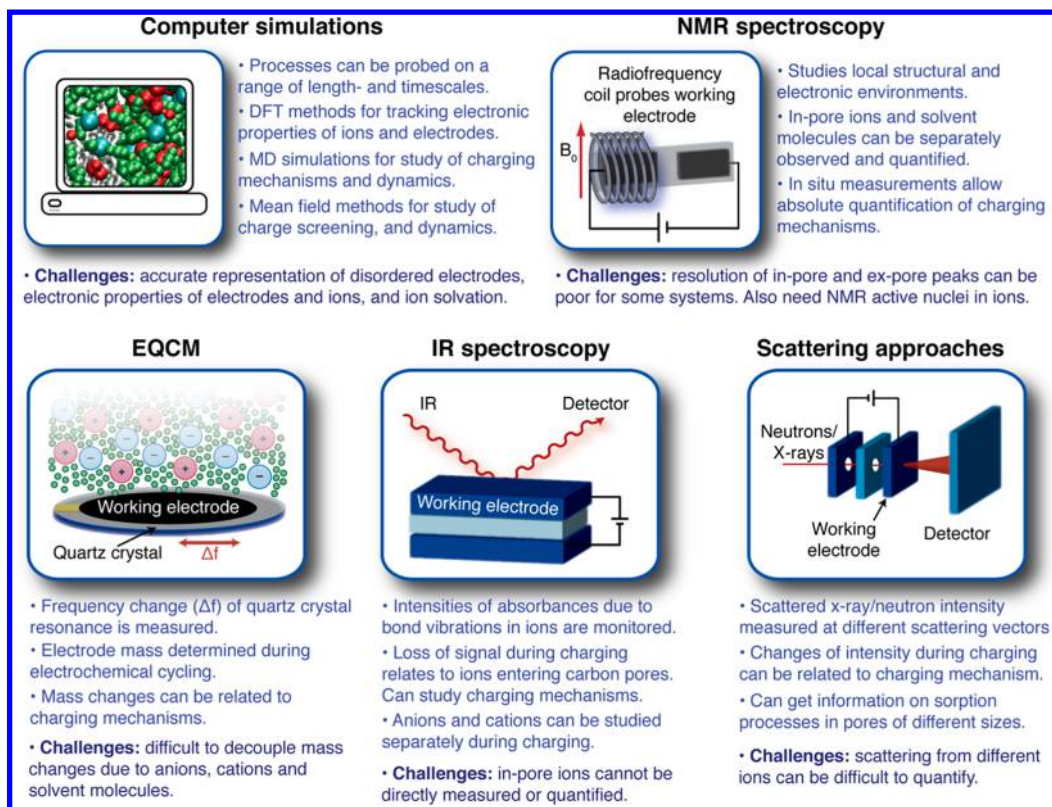 Computer simulations
• Processes can be probed on a
range of length- and timescales.
• DFT methods for tracking electronic
properties of ions and electrodes.
• MD simulations for study of charging
mechanisms and dynamics.
• Mean field methods for study of
charge screening, and dynamics.
• Challenges: accurate representation of disordered electrodes,
electronic properties of electrodes and ions, and ion solvation.
NMR spectroscopy
Radiofrequency
coil probes working
electrode
B₀
• Studies local structural and
electronic environments.
• In-pore ions and solvent
molecules can be separately
observed and quantified.
• In situ measurements allow
absolute quantification of charging
mechanisms.
• Challenges: resolution of in-pore and ex-pore peaks can be
poor for some systems. Also need NMR active nuclei in ions.
EQCM
Working electrode
Quartz crystal
Δf
• Frequency change (Δf) of quartz crystal
resonance is measured.
• Electrode mass determined during
electrochemical cycling.
• Mass changes can be related to
charging mechanisms.
• Challenges: difficult to decouple mass
changes due to anions, cations and
solvent molecules.
IR spectroscopy
IR
Detector
Working electrode
• Intensities of absorbances due to
bond vibrations in ions are monitored.
• Loss of signal during charging
relates to ions entering carbon pores.
Can study charging mechanisms.
• Anions and cations can be studied
separately during charging.
• Challenges: in-pore ions cannot be
directly measured or quantified.
Scattering approaches
Neutrons/
X-rays
Working
electrode
Detector
• Scattered x-ray/neutron intensity
measured at different scattering vectors
• Changes of intensity during charging
can be related to charging mechanism.
• Can get information on sorption
processes in pores of different sizes.
• Challenges: scattering from different
ions can be difficult to quantify.